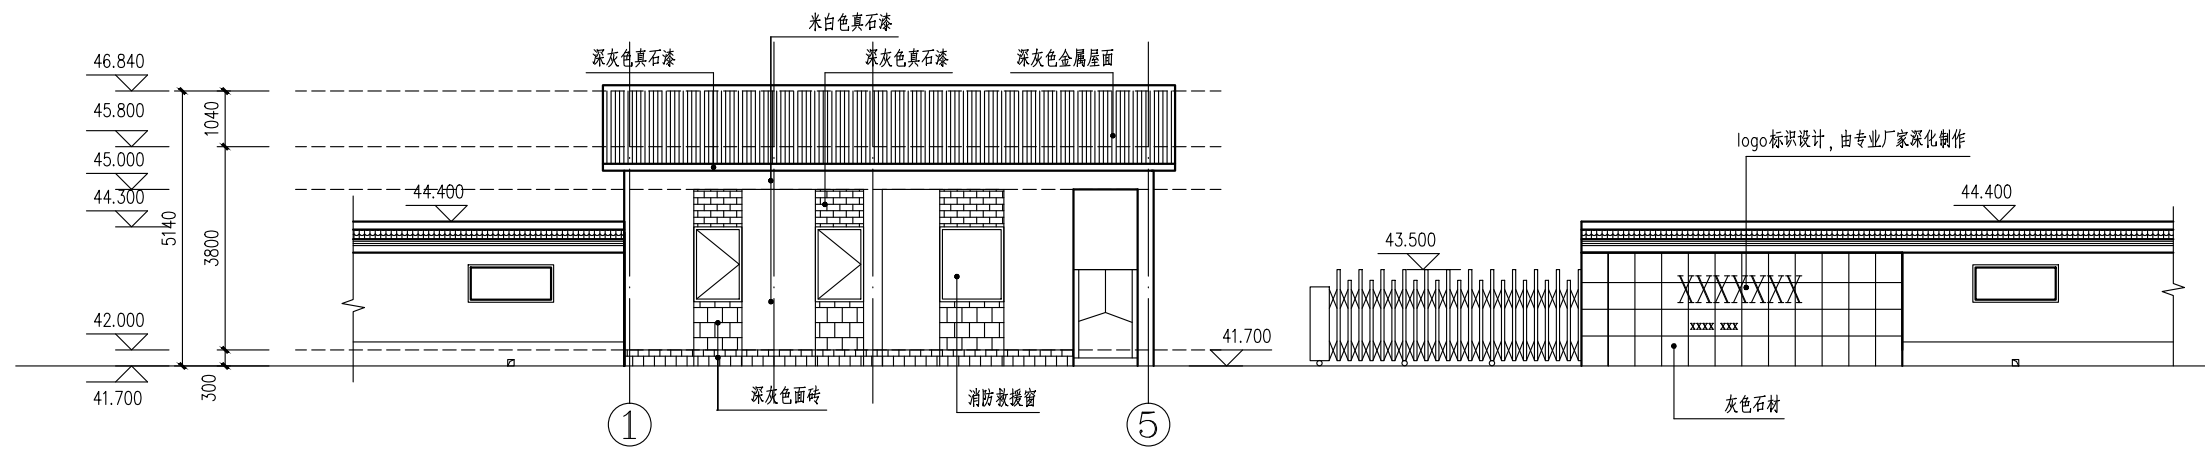 米白色真石漆
深灰色真石漆
深灰色真石漆
深灰色金属屋面
46.840
45.800
45.000
44.300
42.000
41.700
1040
5140
3800
300
44.400
41.700
深灰色面砖
消防救援窗
1
5
logo标识设计，由专业厂家深化制作
43.500
44.400
XXXXXXX
XXXX XXX
灰色石材